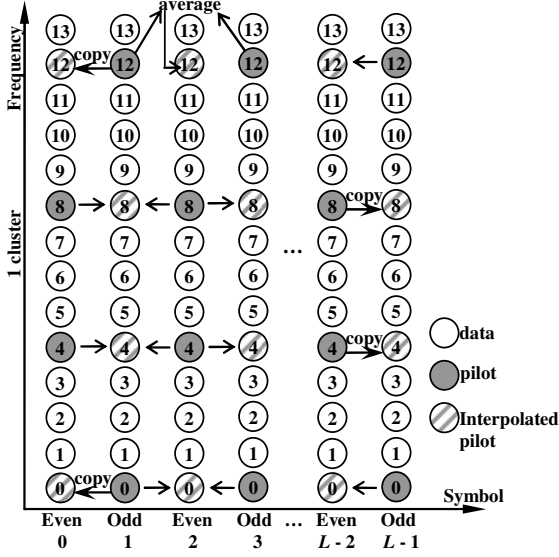 average
Frequency
1 cluster
13 13 13 13 13 13
copy
12 12 12 12 12 12
11 11 11 11 11 11
10 10 10 10 10 10
9 9 9 9 9 9
copy
8 8 8 8 8 8
7 7 7 7 7 7
...
6 6 6 6 6 6
5 5 5 5 5 5
copy
4 4 4 4 4 4
3 3 3 3 3 3
2 2 2 2 2 2
1 1 1 1 1 1
copy
0 0 0 0 0 0
data
pilot
Interpolated
pilot
Symbol
Even Odd Even Odd ... Even Odd
0 1 2 3 L - 2 L - 1